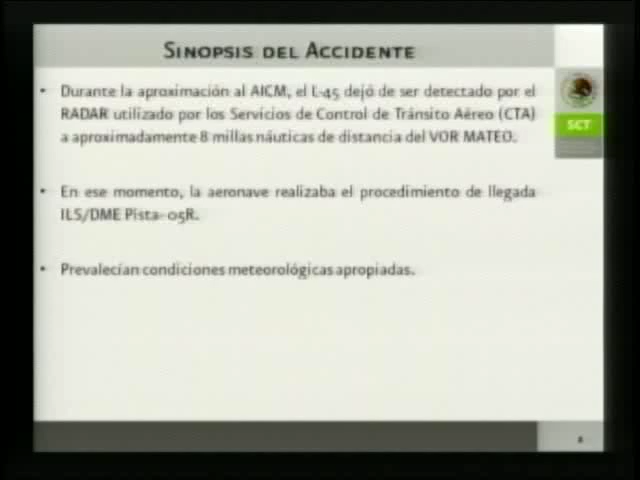 SINOPSIS DEL ACCIDENTE
• Durante la aproximación al AICM, el L-45 dejó de ser detectado por el
RADAR utilizado por los Servicios de Control de Tránsito Aéreo (CTA)
a aproximadamente 8 millas náuticas de distancia del VOR MATEO.
SCT
• En ese momento, la aeronave realizaba el procedimiento de llegada
ILS/DME Pista- 05R.
• Prevalecían condiciones meteorológicas apropiadas.